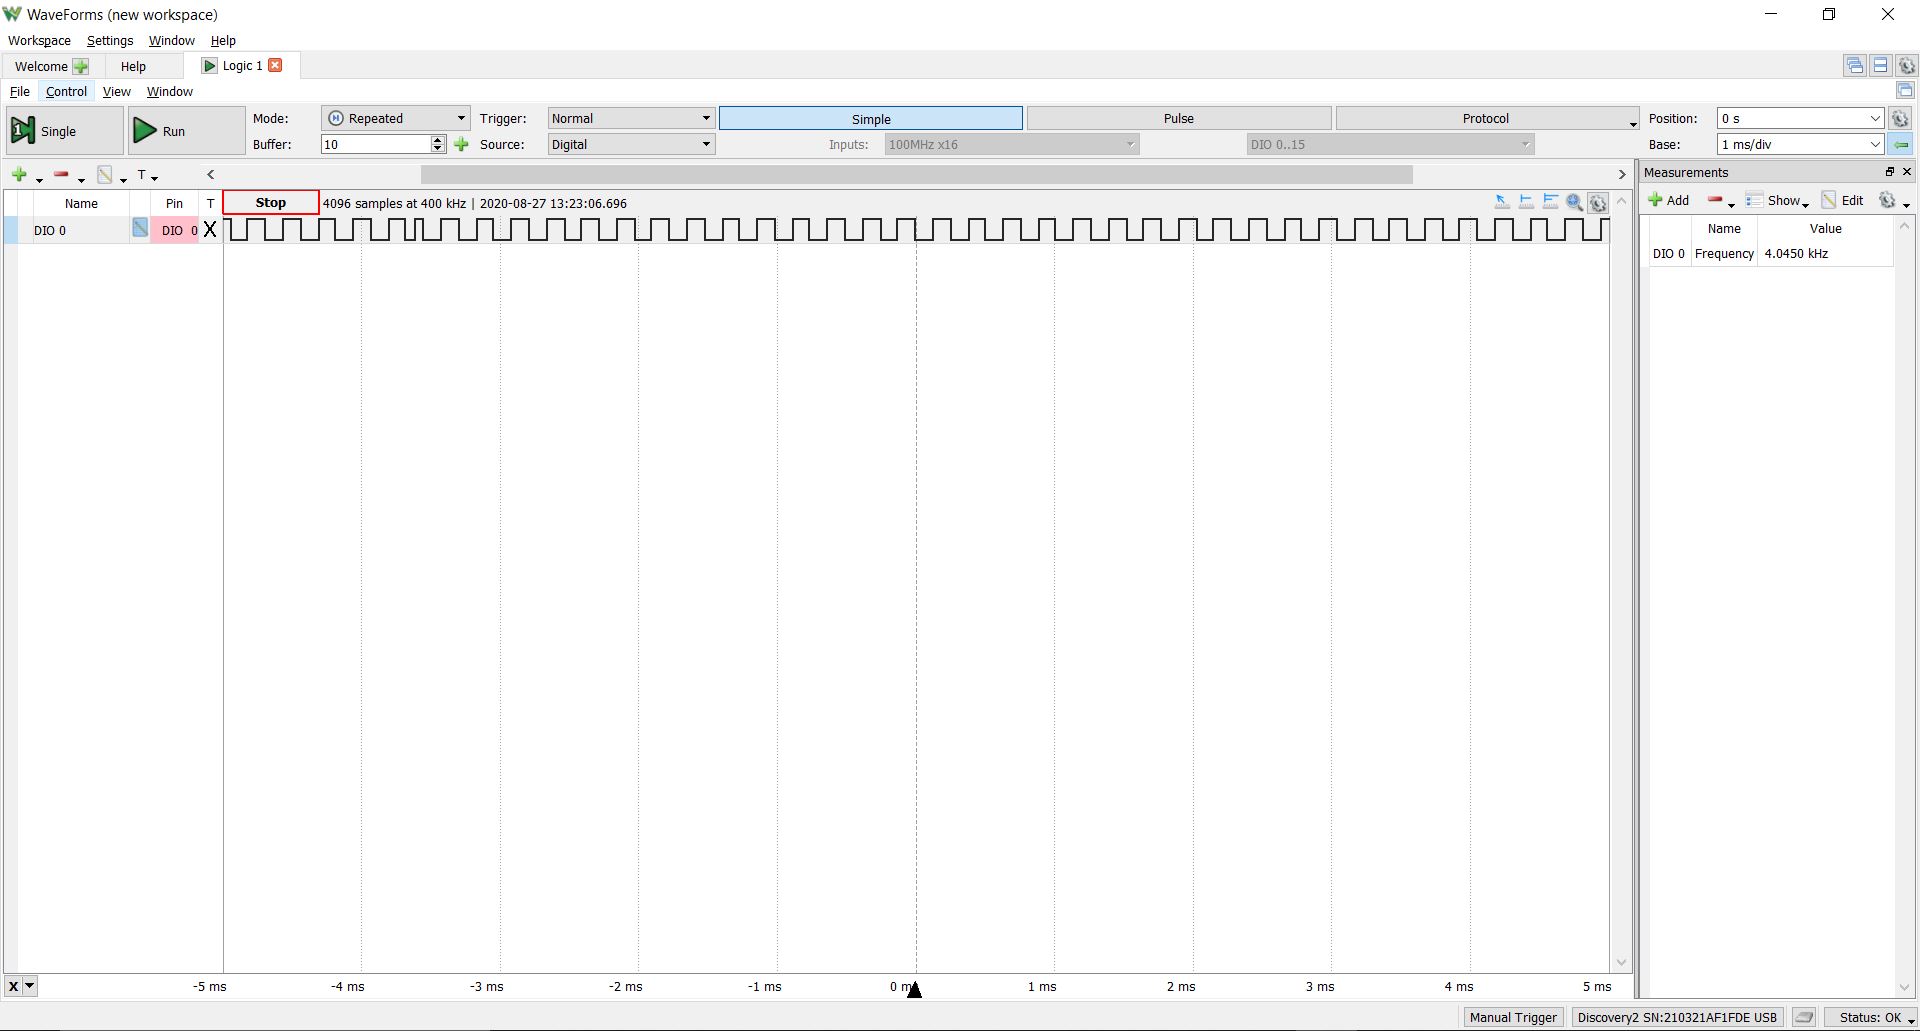 WaveForms (new workspace)
Workspace Settings Window Help
Welcome Help Logic 1
File Control View Window
Single Run Mode: Repeated Trigger: Normal Simple Pulse Protocol Position: 0 s
Buffer: 10 Source: Digital Inputs: 100MHz x16 DIO 0..15 Base: 1 ms/div
T
Measurements
Name Pin T Stop 4096 samples at 400 kHz | 2020-08-27 13:23:06.696
Add Show Edit
DIO 0 DIO 0 X
Name Value
DIO 0 Frequency 4.0450 kHz
X -5 ms -4 ms -3 ms -2 ms -1 ms 0 m 1 ms 2 ms 3 ms 4 ms 5 ms
Manual Trigger Discovery2 SN:210321AF1FDE USB Status: OK